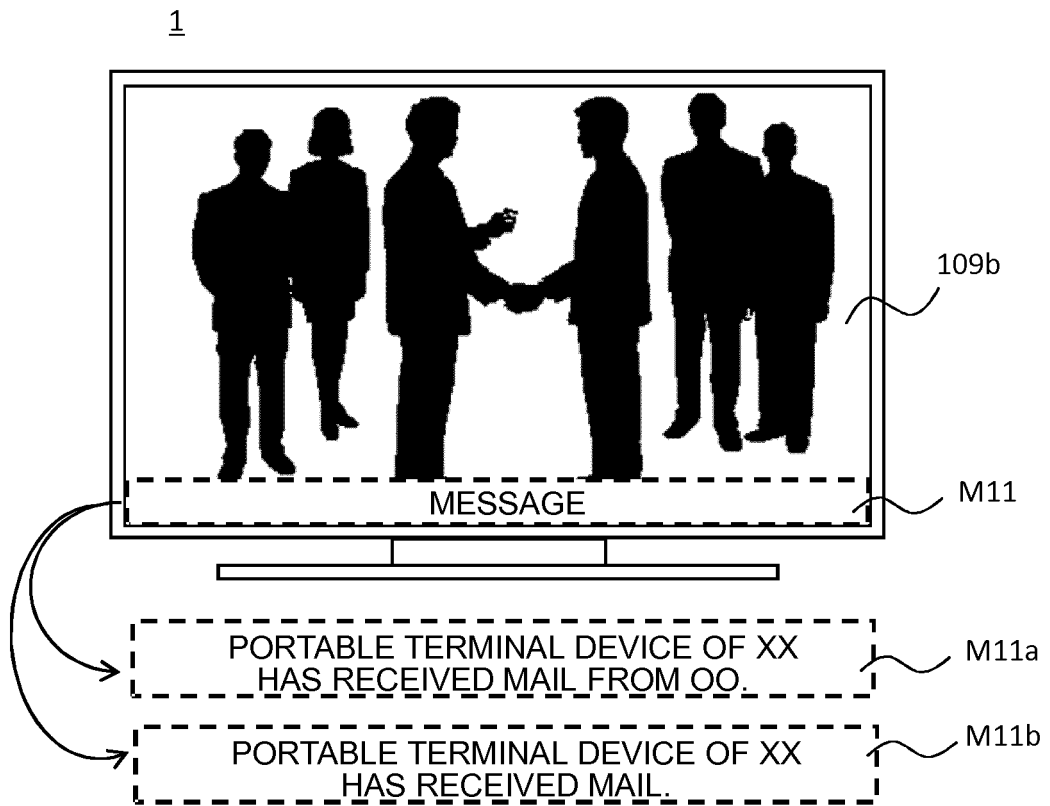 1
109b
MESSAGE
M11
PORTABLE TERMINAL DEVICE OF XX
HAS RECEIVED MAIL FROM OO.
M11a
PORTABLE TERMINAL DEVICE OF XX
HAS RECEIVED MAIL.
M11b